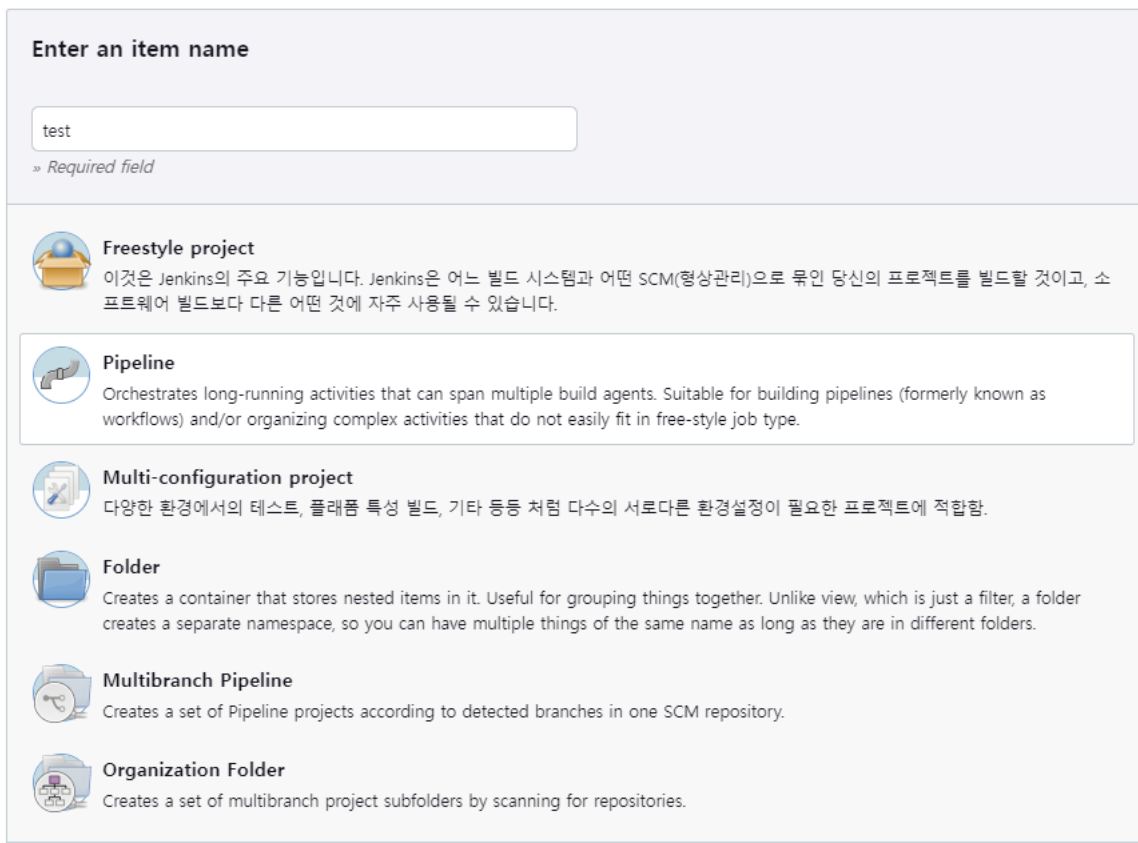 Enter an item name
test
» Required field
Freestyle project
이것은 Jenkins의 주요 기능입니다. Jenkins은 어느 빌드 시스템과 어떤 SCM(형상관리)으로 묶인 당신의 프로젝트를 빌드할 것이고, 소
프트웨어 빌드보다 다른 어떤 것에 자주 사용될 수 있습니다.
Pipeline
Orchestrates long-running activities that can span multiple build agents. Suitable for building pipelines (formerly known as
workflows) and/or organizing complex activities that do not easily fit in free-style job type.
Multi-configuration project
다양한 환경에서의 테스트, 플래폼 특성 빌드, 기타 등등 처럼 다수의 서로다른 환경설정이 필요한 프로젝트에 적합함.
Folder
Creates a container that stores nested items in it. Useful for grouping things together. Unlike view, which is just a filter, a folder
creates a separate namespace, so you can have multiple things of the same name as long as they are in different folders.
Multibranch Pipeline
Creates a set of Pipeline projects according to detected branches in one SCM repository.
Organization Folder
Creates a set of multibranch project subfolders by scanning for repositories.